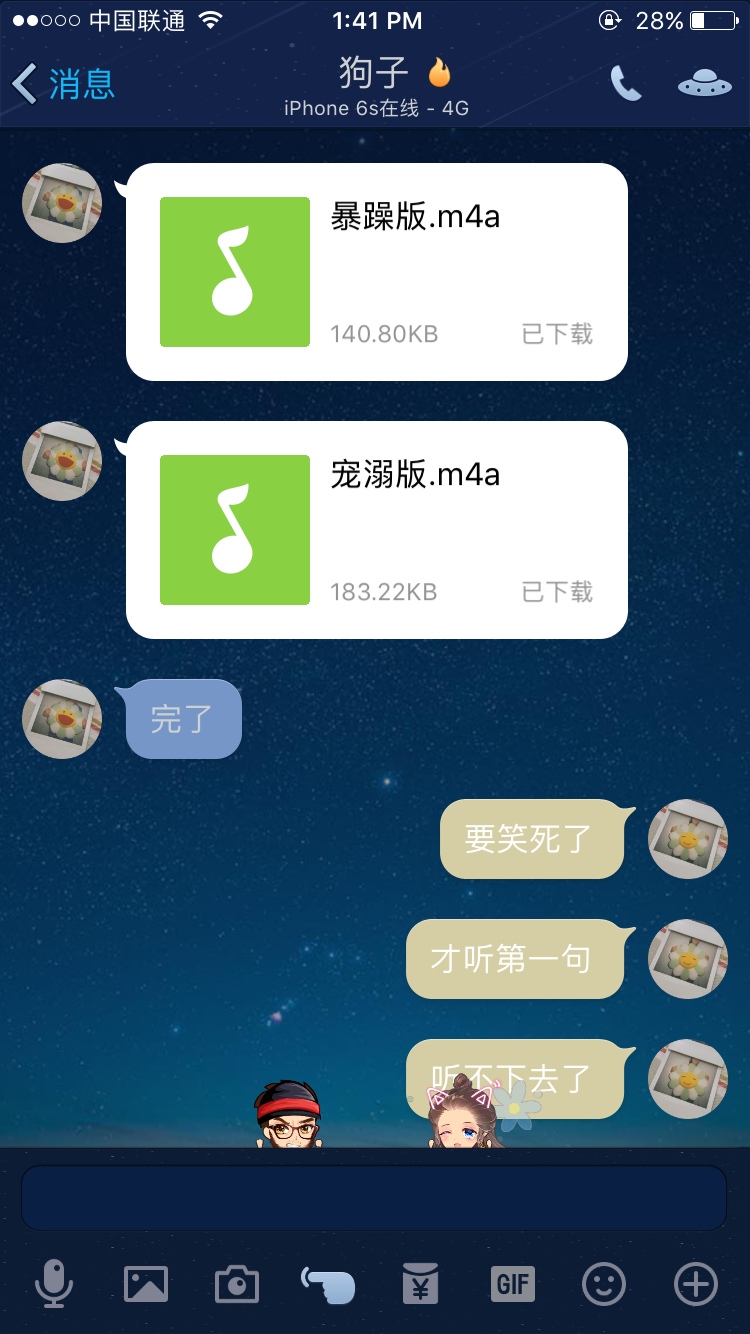 中国联通 1:41 PM 28%
消息 狗子
iPhone 6s在线 - 4G
暴躁版.m4a
140.80KB 已下载
宠溺版.m4a
183.22KB 已下载
完了
要笑死了
才听第一句
听不下去了
¥ GIF